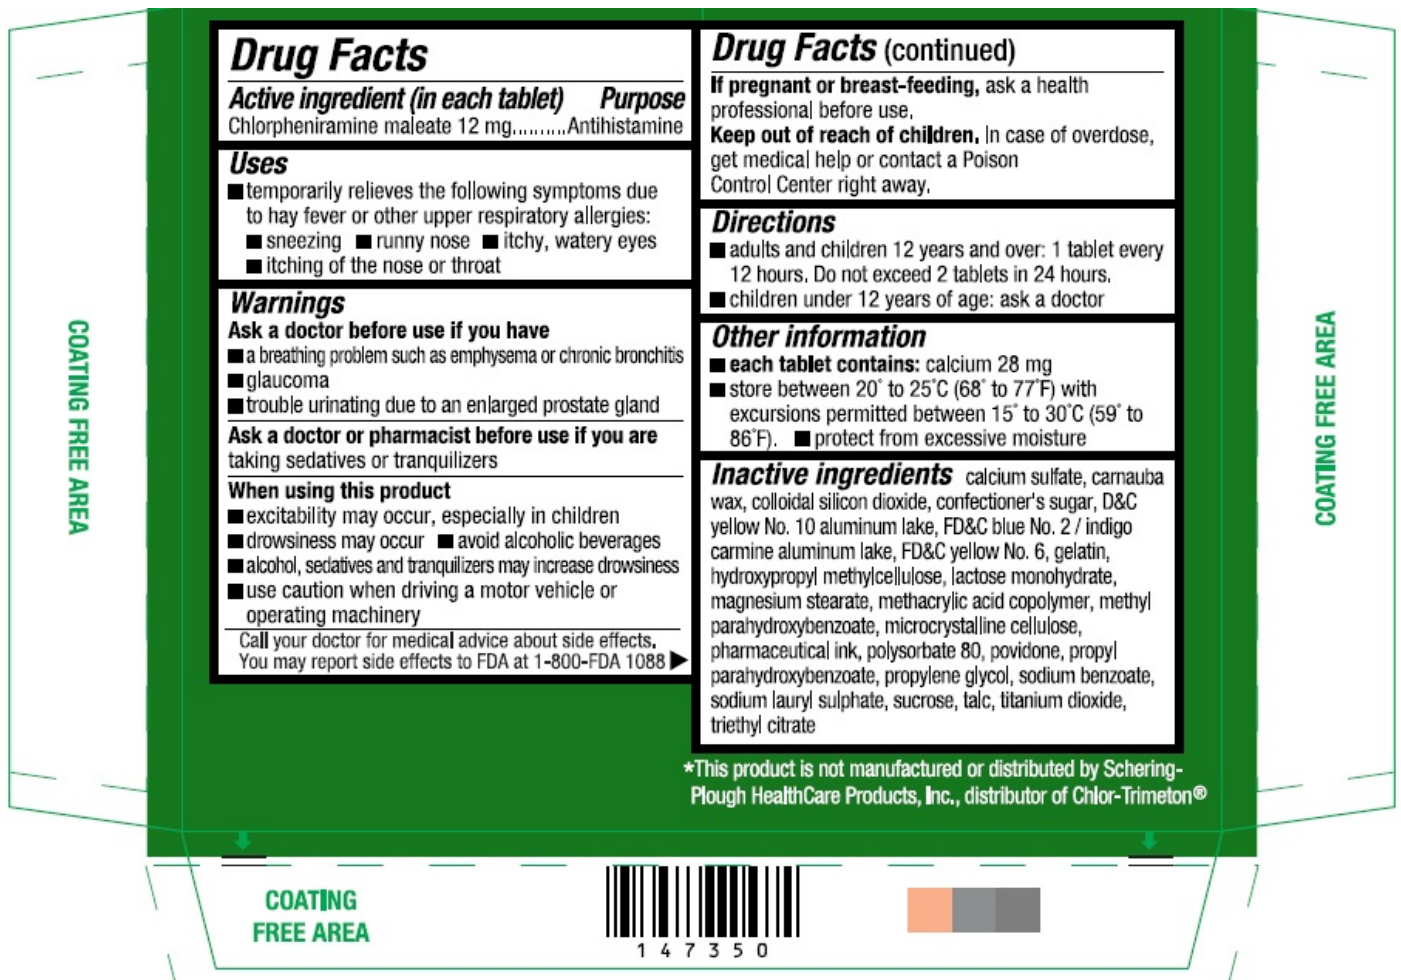 Drug Facts
Active ingredient (in each tablet) Purpose
Chlorpheniramine maleate 12 mg..........Antihistamine
Uses
■ temporarily relieves the following symptoms due
to hay fever or other upper respiratory allergies:
■ sneezing ■ runny nose ■ itchy, watery eyes
■ itching of the nose or throat
Warnings
Ask a doctor before use if you have
■ a breathing problem such as emphysema or chronic bronchitis
■ glaucoma
■ trouble urinating due to an enlarged prostate gland
Ask a doctor or pharmacist before use if you are
taking sedatives or tranquilizers
When using this product
■ excitability may occur, especially in children
■ drowsiness may occur ■ avoid alcoholic beverages
■ alcohol, sedatives and tranquilizers may increase drowsiness
■ use caution when driving a motor vehicle or
operating machinery
Call your doctor for medical advice about side effects.
You may report side effects to FDA at 1-800-FDA 1088 ▶
Drug Facts (continued)
If pregnant or breast-feeding, ask a health
professional before use.
Keep out of reach of children. In case of overdose,
get medical help or contact a Poison
Control Center right away.
Directions
■ adults and children 12 years and over: 1 tablet every
12 hours. Do not exceed 2 tablets in 24 hours.
■ children under 12 years of age: ask a doctor
Other information
■ each tablet contains: calcium 28 mg
■ store between 20° to 25°C (68° to 77°F) with
excursions permitted between 15° to 30°C (59° to
86°F). ■ protect from excessive moisture
Inactive ingredients calcium sulfate, carnauba
wax, colloidal silicon dioxide, confectioner's sugar, D&C
yellow No. 10 aluminum lake, FD&C blue No. 2 / indigo
carmine aluminum lake, FD&C yellow No. 6, gelatin,
hydroxypropyl methylcellulose, lactose monohydrate,
magnesium stearate, methacrylic acid copolymer, methyl
parahydroxybenzoate, microcrystalline cellulose,
pharmaceutical ink, polysorbate 80, povidone, propyl
parahydroxybenzoate, propylene glycol, sodium benzoate,
sodium lauryl sulphate, sucrose, talc, titanium dioxide,
triethyl citrate
*This product is not manufactured or distributed by Schering-
Plough HealthCare Products, Inc., distributor of Chlor-Trimeton®
COATING FREE AREA
COATING FREE AREA
COATING
FREE AREA
147350